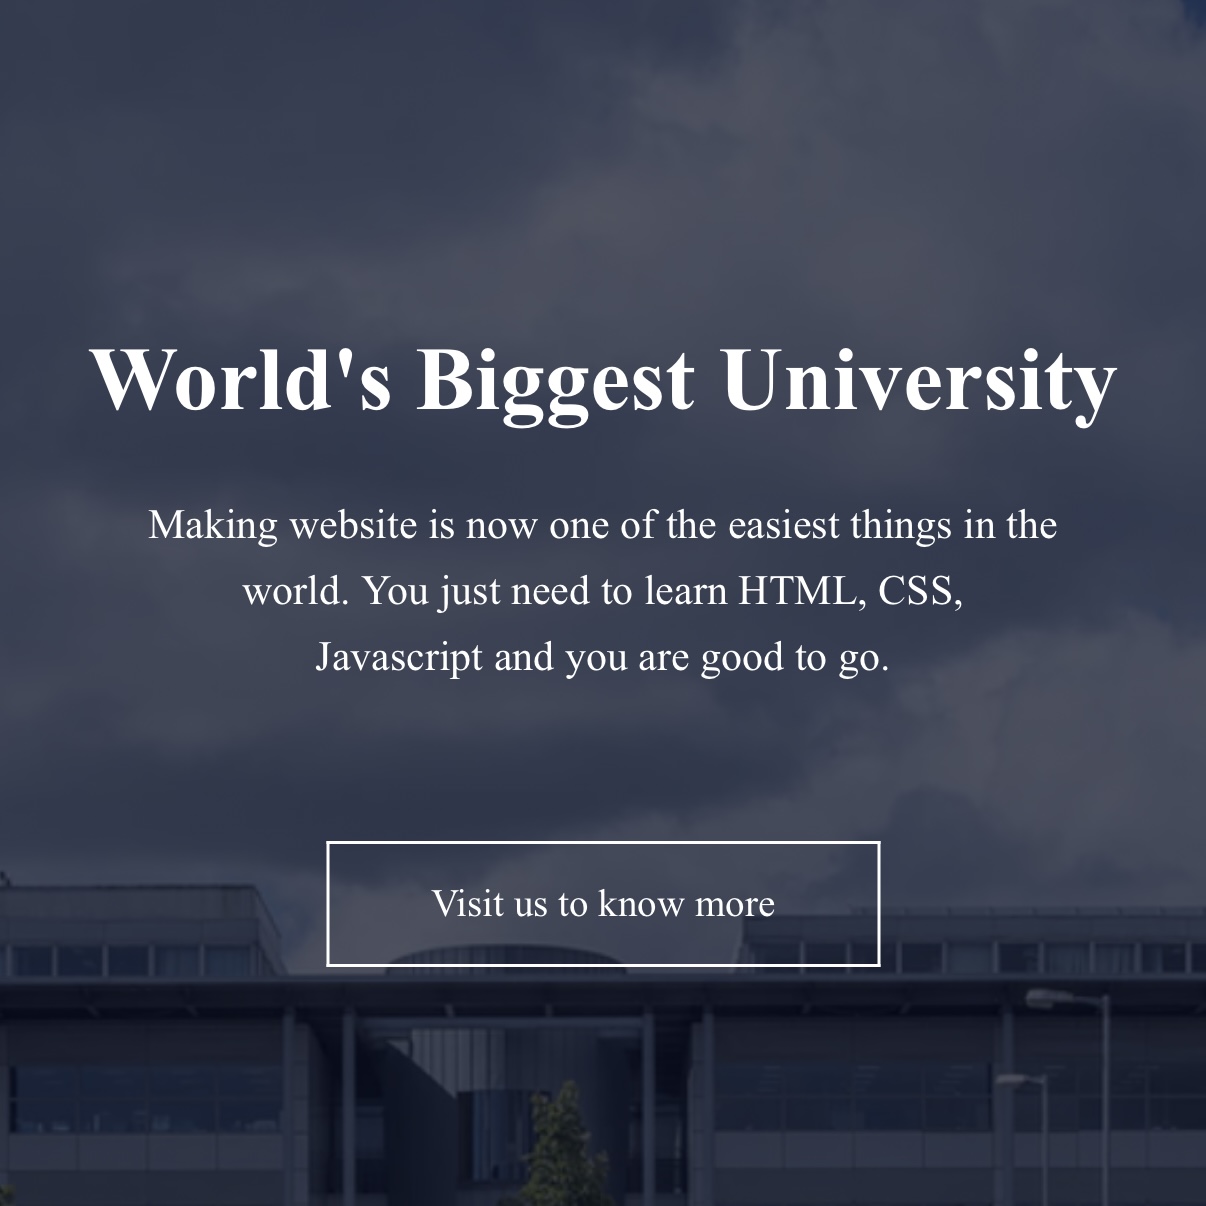 World's Biggest University
Making website is now one of the easiest things in the
world. You just need to learn HTML, CSS,
Javascript and you are good to go.
Visit us to know more